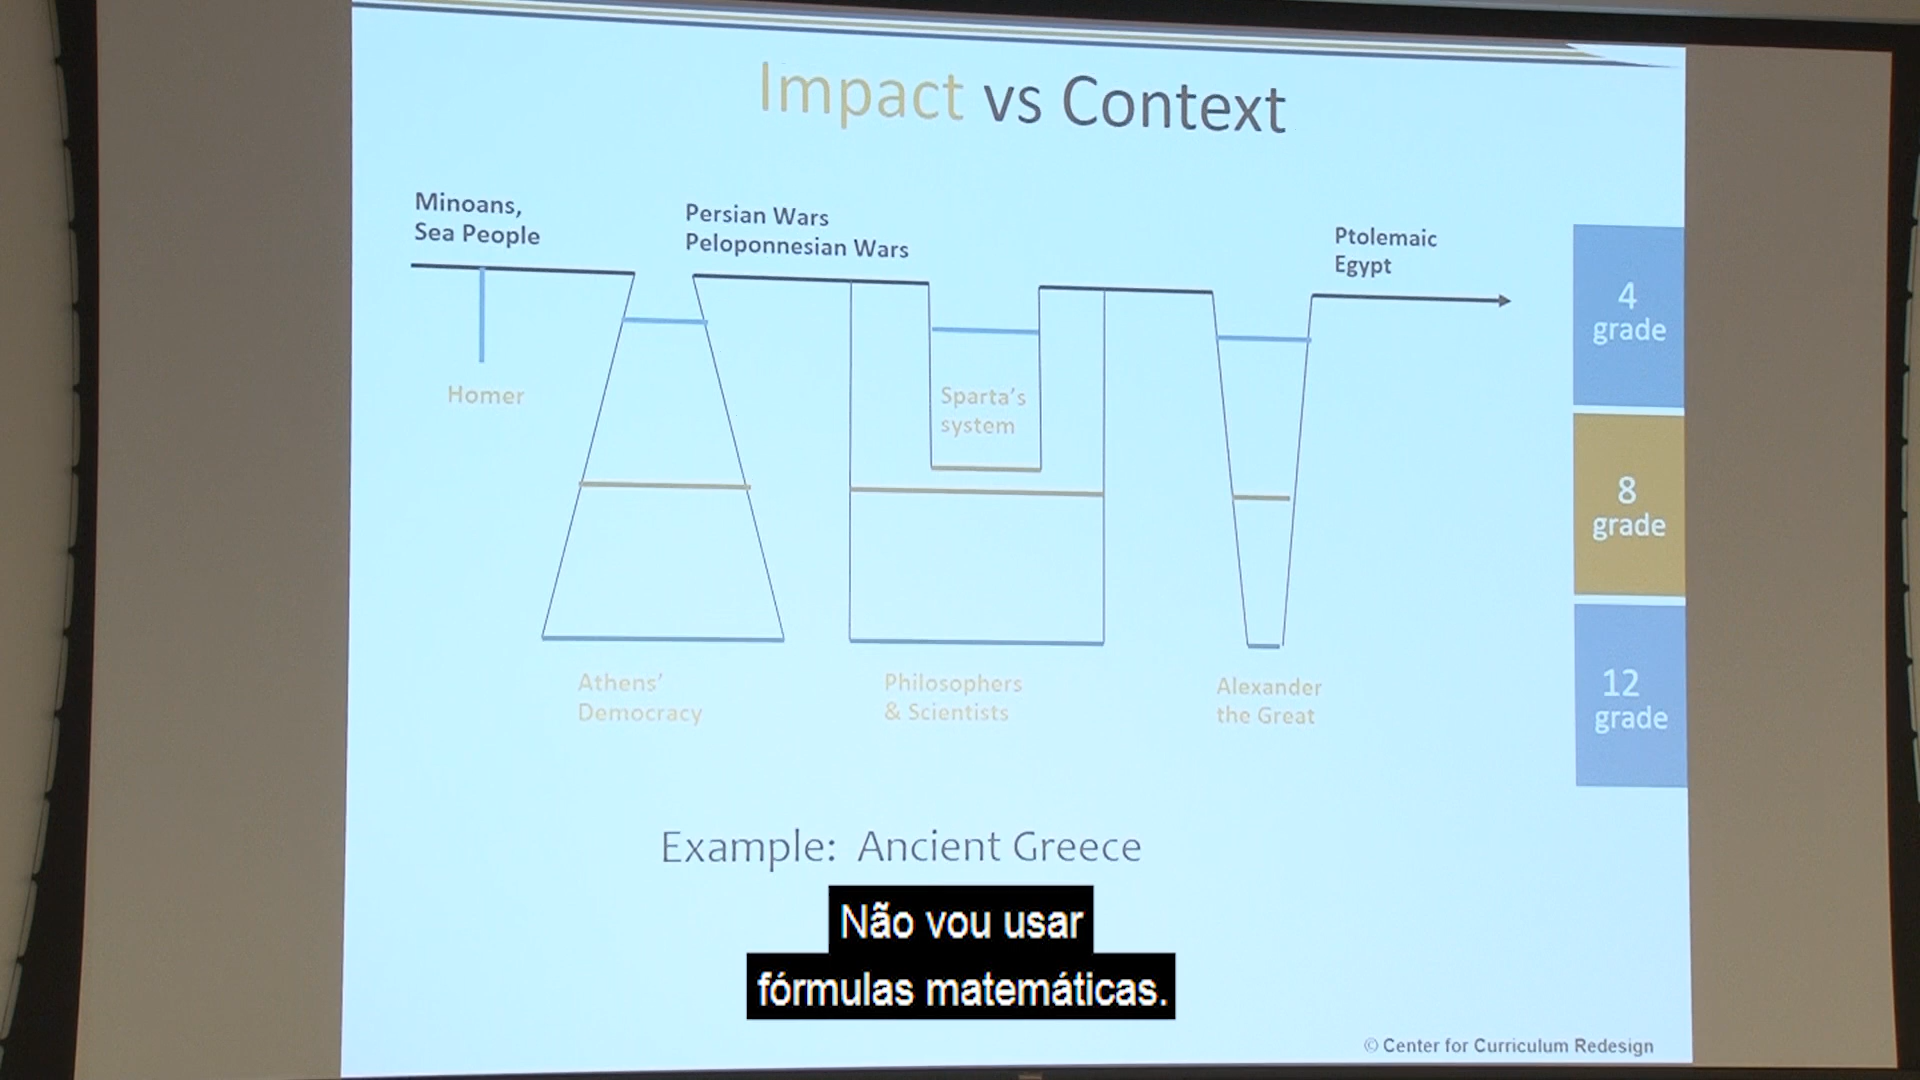 Impact vs Context
Minoans,
Sea People
Persian Wars
Peloponnesian Wars
Ptolemaic
Egypt
4
grade
Homer
Sparta's
system
8
grade
Athens'
Democracy
Philosophers
& Scientists
Alexander
the Great
12
grade
Example: Ancient Greece
Não vou usar
fórmulas matemáticas.
© Center for Curriculum Redesign